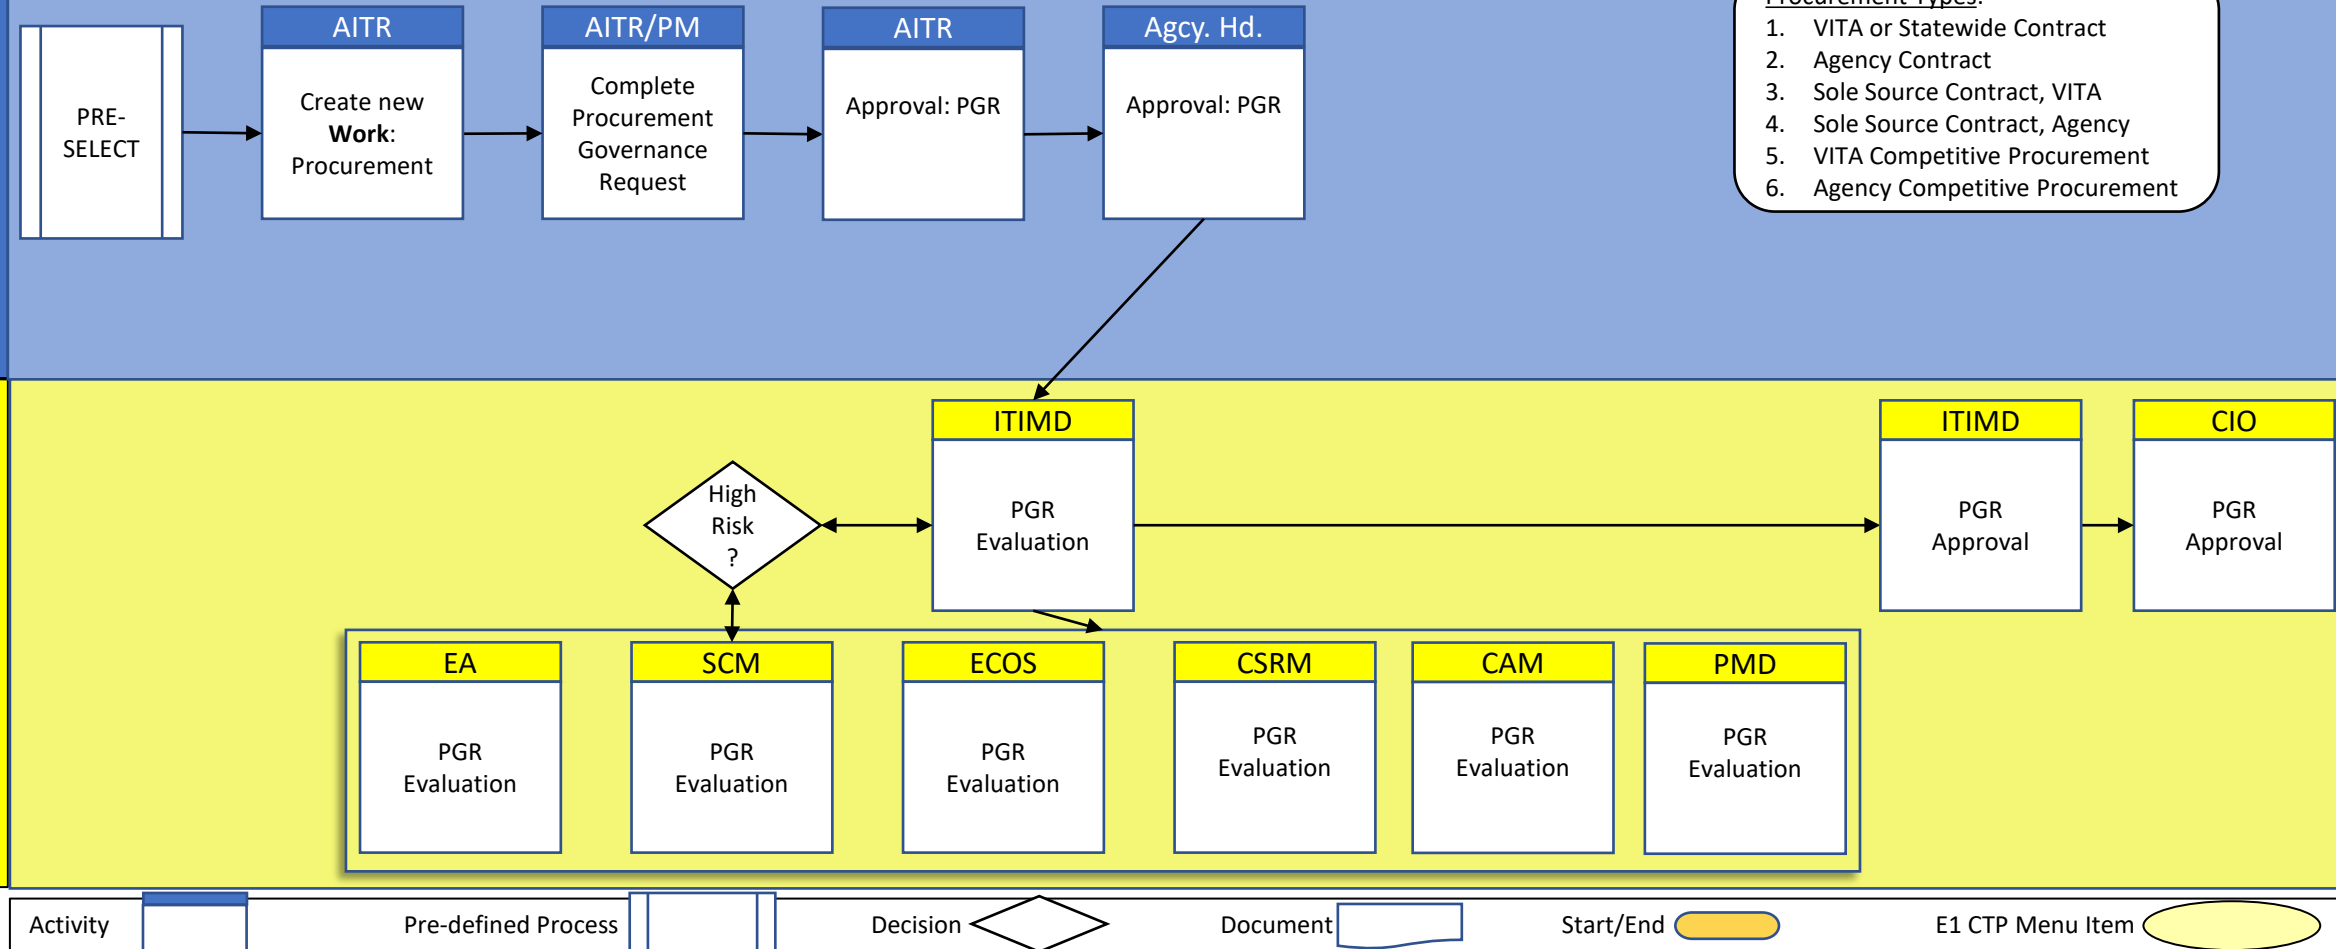 Procurement Types:
1. VITA or Statewide Contract
2. Agency Contract
3. Sole Source Contract, VITA
4. Sole Source Contract, Agency
5. VITA Competitive Procurement
6. Agency Competitive Procurement
PRE-
SELECT
AITR
Create new
Work:
Procurement
AITR/PM
Complete
Procurement
Governance
Request
AITR
Approval: PGR
Agcy. Hd.
Approval: PGR
ITIMD
PGR
Evaluation
High
Risk
?
ITIMD
PGR
Approval
CIO
PGR
Approval
EA
PGR
Evaluation
SCM
PGR
Evaluation
ECOS
PGR
Evaluation
CSRM
PGR
Evaluation
CAM
PGR
Evaluation
PMD
PGR
Evaluation
Activity
Pre-defined Process
Decision
Document
Start/End
E1 CTP Menu Item